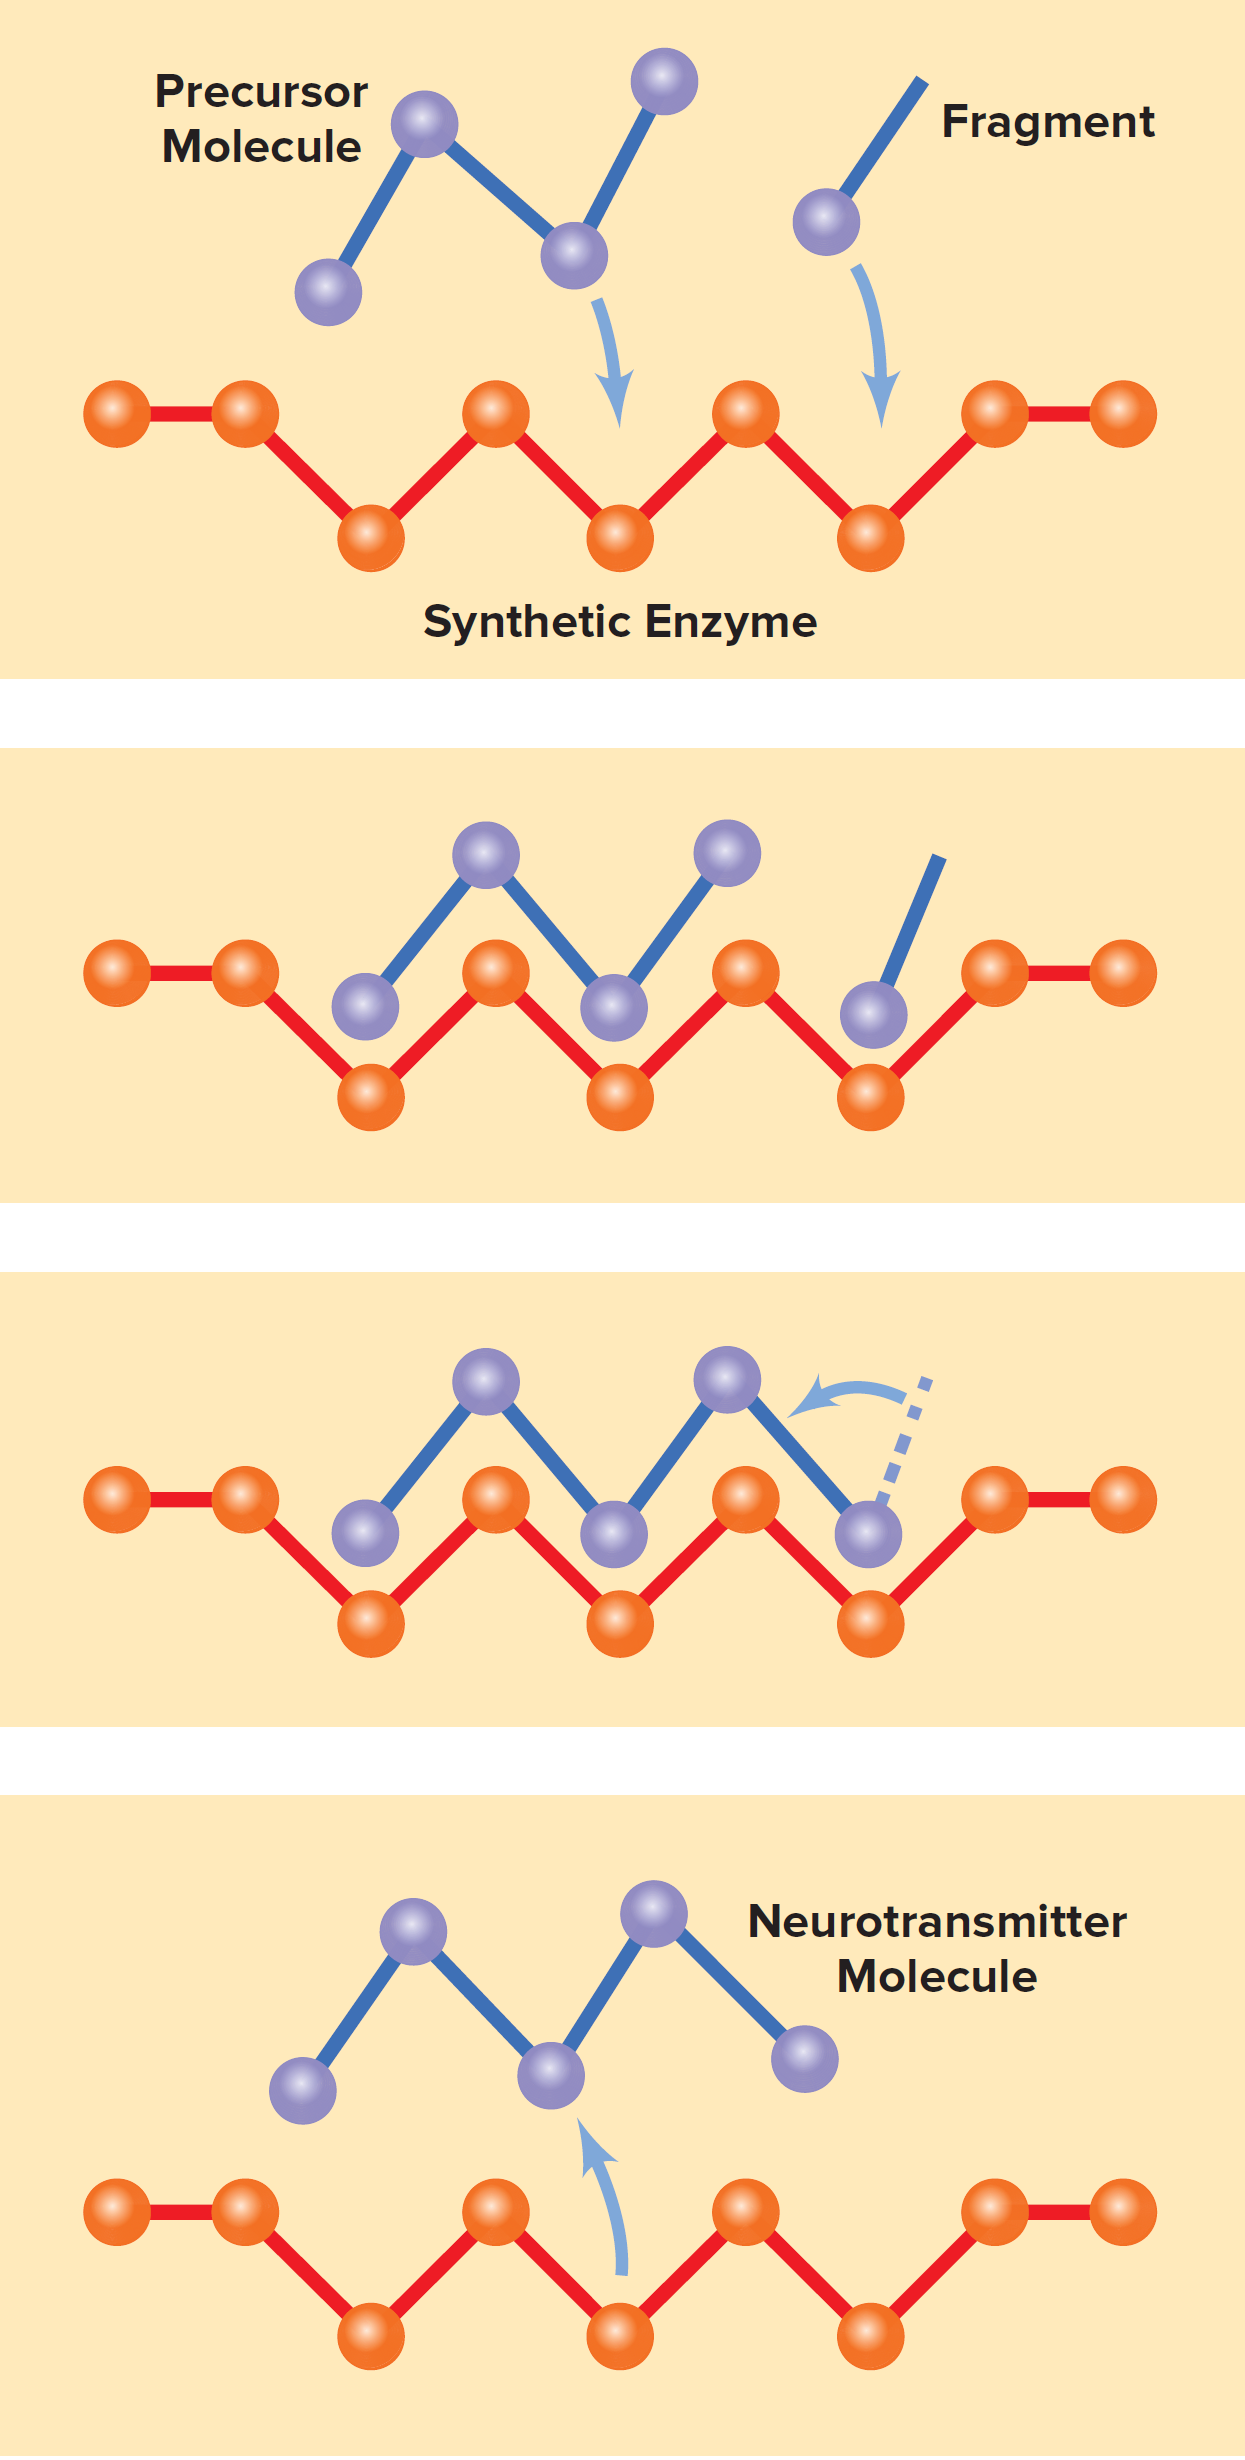 Precursor
Molecule
Fragment
Synthetic Enzyme
Neurotransmitter
Molecule